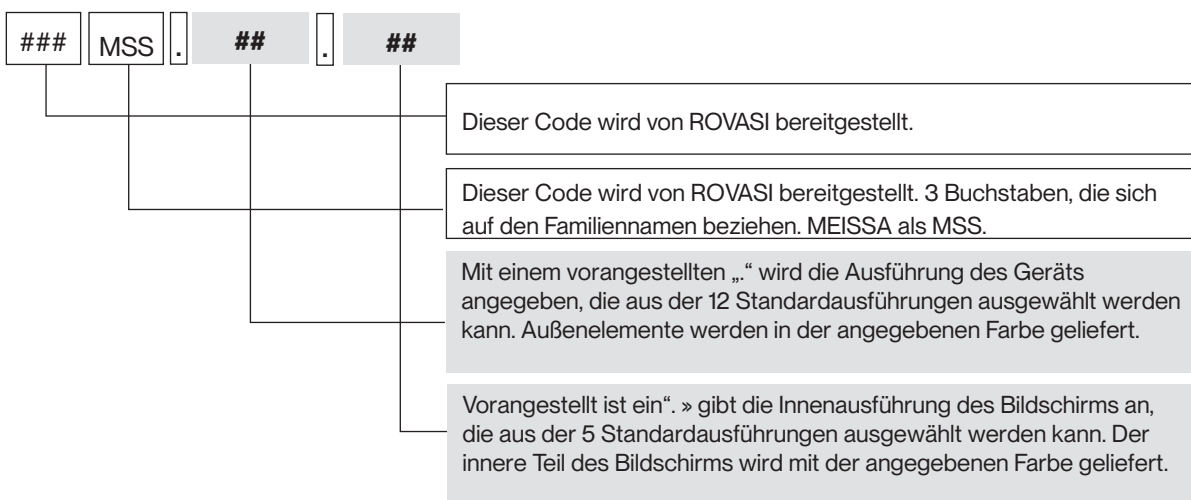 ### MSS . ## . ##
Dieser Code wird von ROVASI bereitgestellt.
Dieser Code wird von ROVASI bereitgestellt. 3 Buchstaben, die sich
auf den Familiennamen beziehen. MEISSA als MSS.
Mit einem vorangestellten „.“ wird die Ausführung des Geräts
angegeben, die aus der 12 Standardausführungen ausgewählt werden
kann. Außenelemente werden in der angegebenen Farbe geliefert.
Vorangestellt ist ein“. » gibt die Innenausführung des Bildschirms an,
die aus der 5 Standardausführungen ausgewählt werden kann. Der
innere Teil des Bildschirms wird mit der angegebenen Farbe geliefert.